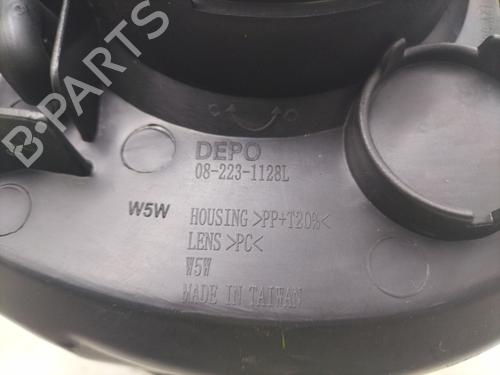 B-PARTS
DEPO
08-223-1128L
W5W
HOUSING >PP+T20%<
LENS >PC<
W5W
MADE IN TAIWAN